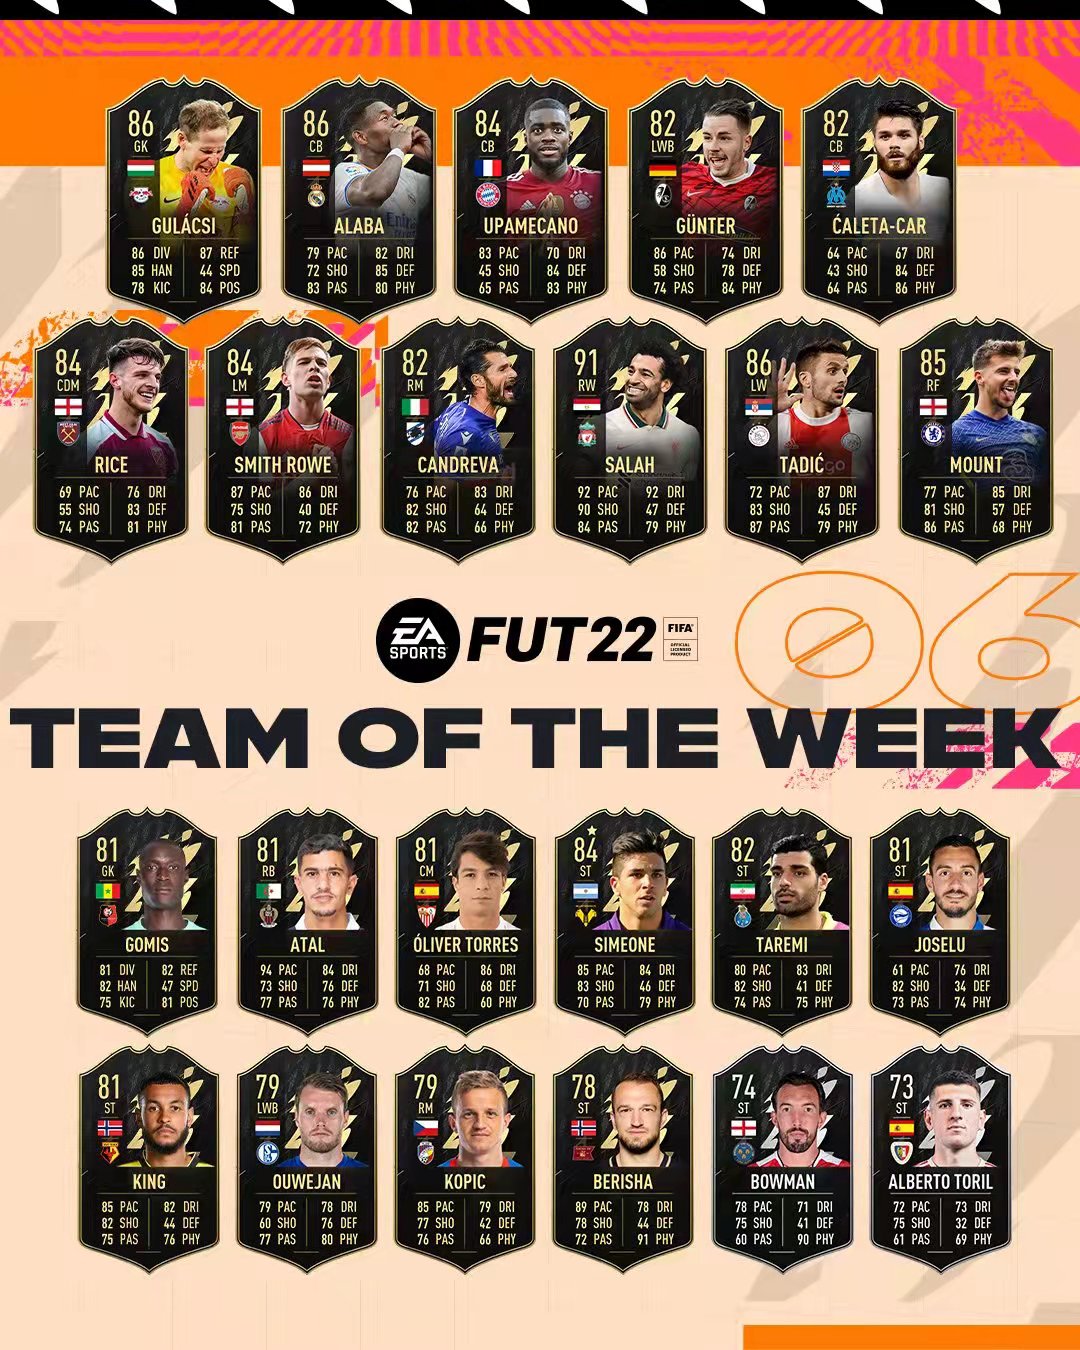 86 GK
GULÁCSI
86 DIV 87 REF
85 HAN 44 SPD
78 KIC 84 POS
86 CB
ALABA
79 PAC 82 DRI
72 SHO 85 DEF
83 PAS 80 PHY
84 CB
UPAMECANO
83 PAC 70 DRI
45 SHO 84 DEF
65 PAS 83 PHY
82 LWB
GÜNTER
86 PAC 74 DRI
58 SHO 78 DEF
74 PAS 84 PHY
82 CB
ĆALETA-CAR
64 PAC 67 DRI
43 SHO 84 DEF
64 PAS 86 PHY
84 CDM
RICE
69 PAC 76 DRI
55 SHO 83 DEF
74 PAS 81 PHY
84 LM
SMITH ROWE
87 PAC 86 DRI
75 SHO 40 DEF
81 PAS 72 PHY
82 RM
CANDREVA
76 PAC 83 DRI
82 SHO 64 DEF
82 PAS 66 PHY
91 RW
SALAH
92 PAC 92 DRI
90 SHO 47 DEF
84 PAS 79 PHY
86 LW
TADIĆ
72 PAC 87 DRI
83 SHO 45 DEF
87 PAS 79 PHY
85 RF
MOUNT
77 PAC 85 DRI
81 SHO 57 DEF
86 PAS 68 PHY
06
EA SPORTS FUT22 FIFA OFFICIAL LICENSED PRODUCT
TEAM OF THE WEEK
81 GK
GOMIS
81 DIV 82 REF
82 HAN 47 SPD
75 KIC 81 POS
81 RB
ATAL
94 PAC 84 DRI
73 SHO 76 DEF
77 PAS 76 PHY
81 CM
ÓLIVER TORRES
68 PAC 86 DRI
71 SHO 68 DEF
82 PAS 60 PHY
84 ST
SIMEONE
85 PAC 84 DRI
83 SHO 46 DEF
70 PAS 79 PHY
82 ST
TAREMI
80 PAC 83 DRI
82 SHO 41 DEF
74 PAS 75 PHY
81 ST
JOSELU
61 PAC 76 DRI
82 SHO 34 DEF
73 PAS 74 PHY
81 ST
KING
85 PAC 82 DRI
82 SHO 44 DEF
75 PAS 76 PHY
79 LWB
OUWEJAN
79 PAC 78 DRI
60 SHO 76 DEF
77 PAS 80 PHY
79 RM
KOPIC
85 PAC 79 DRI
77 SHO 42 DEF
76 PAS 66 PHY
78 ST
BERISHA
89 PAC 78 DRI
78 SHO 44 DEF
72 PAS 91 PHY
74 ST
BOWMAN
78 PAC 71 DRI
75 SHO 41 DEF
60 PAS 90 PHY
73 ST
ALBERTO TORIL
72 PAC 73 DRI
75 SHO 32 DEF
61 PAS 69 PHY